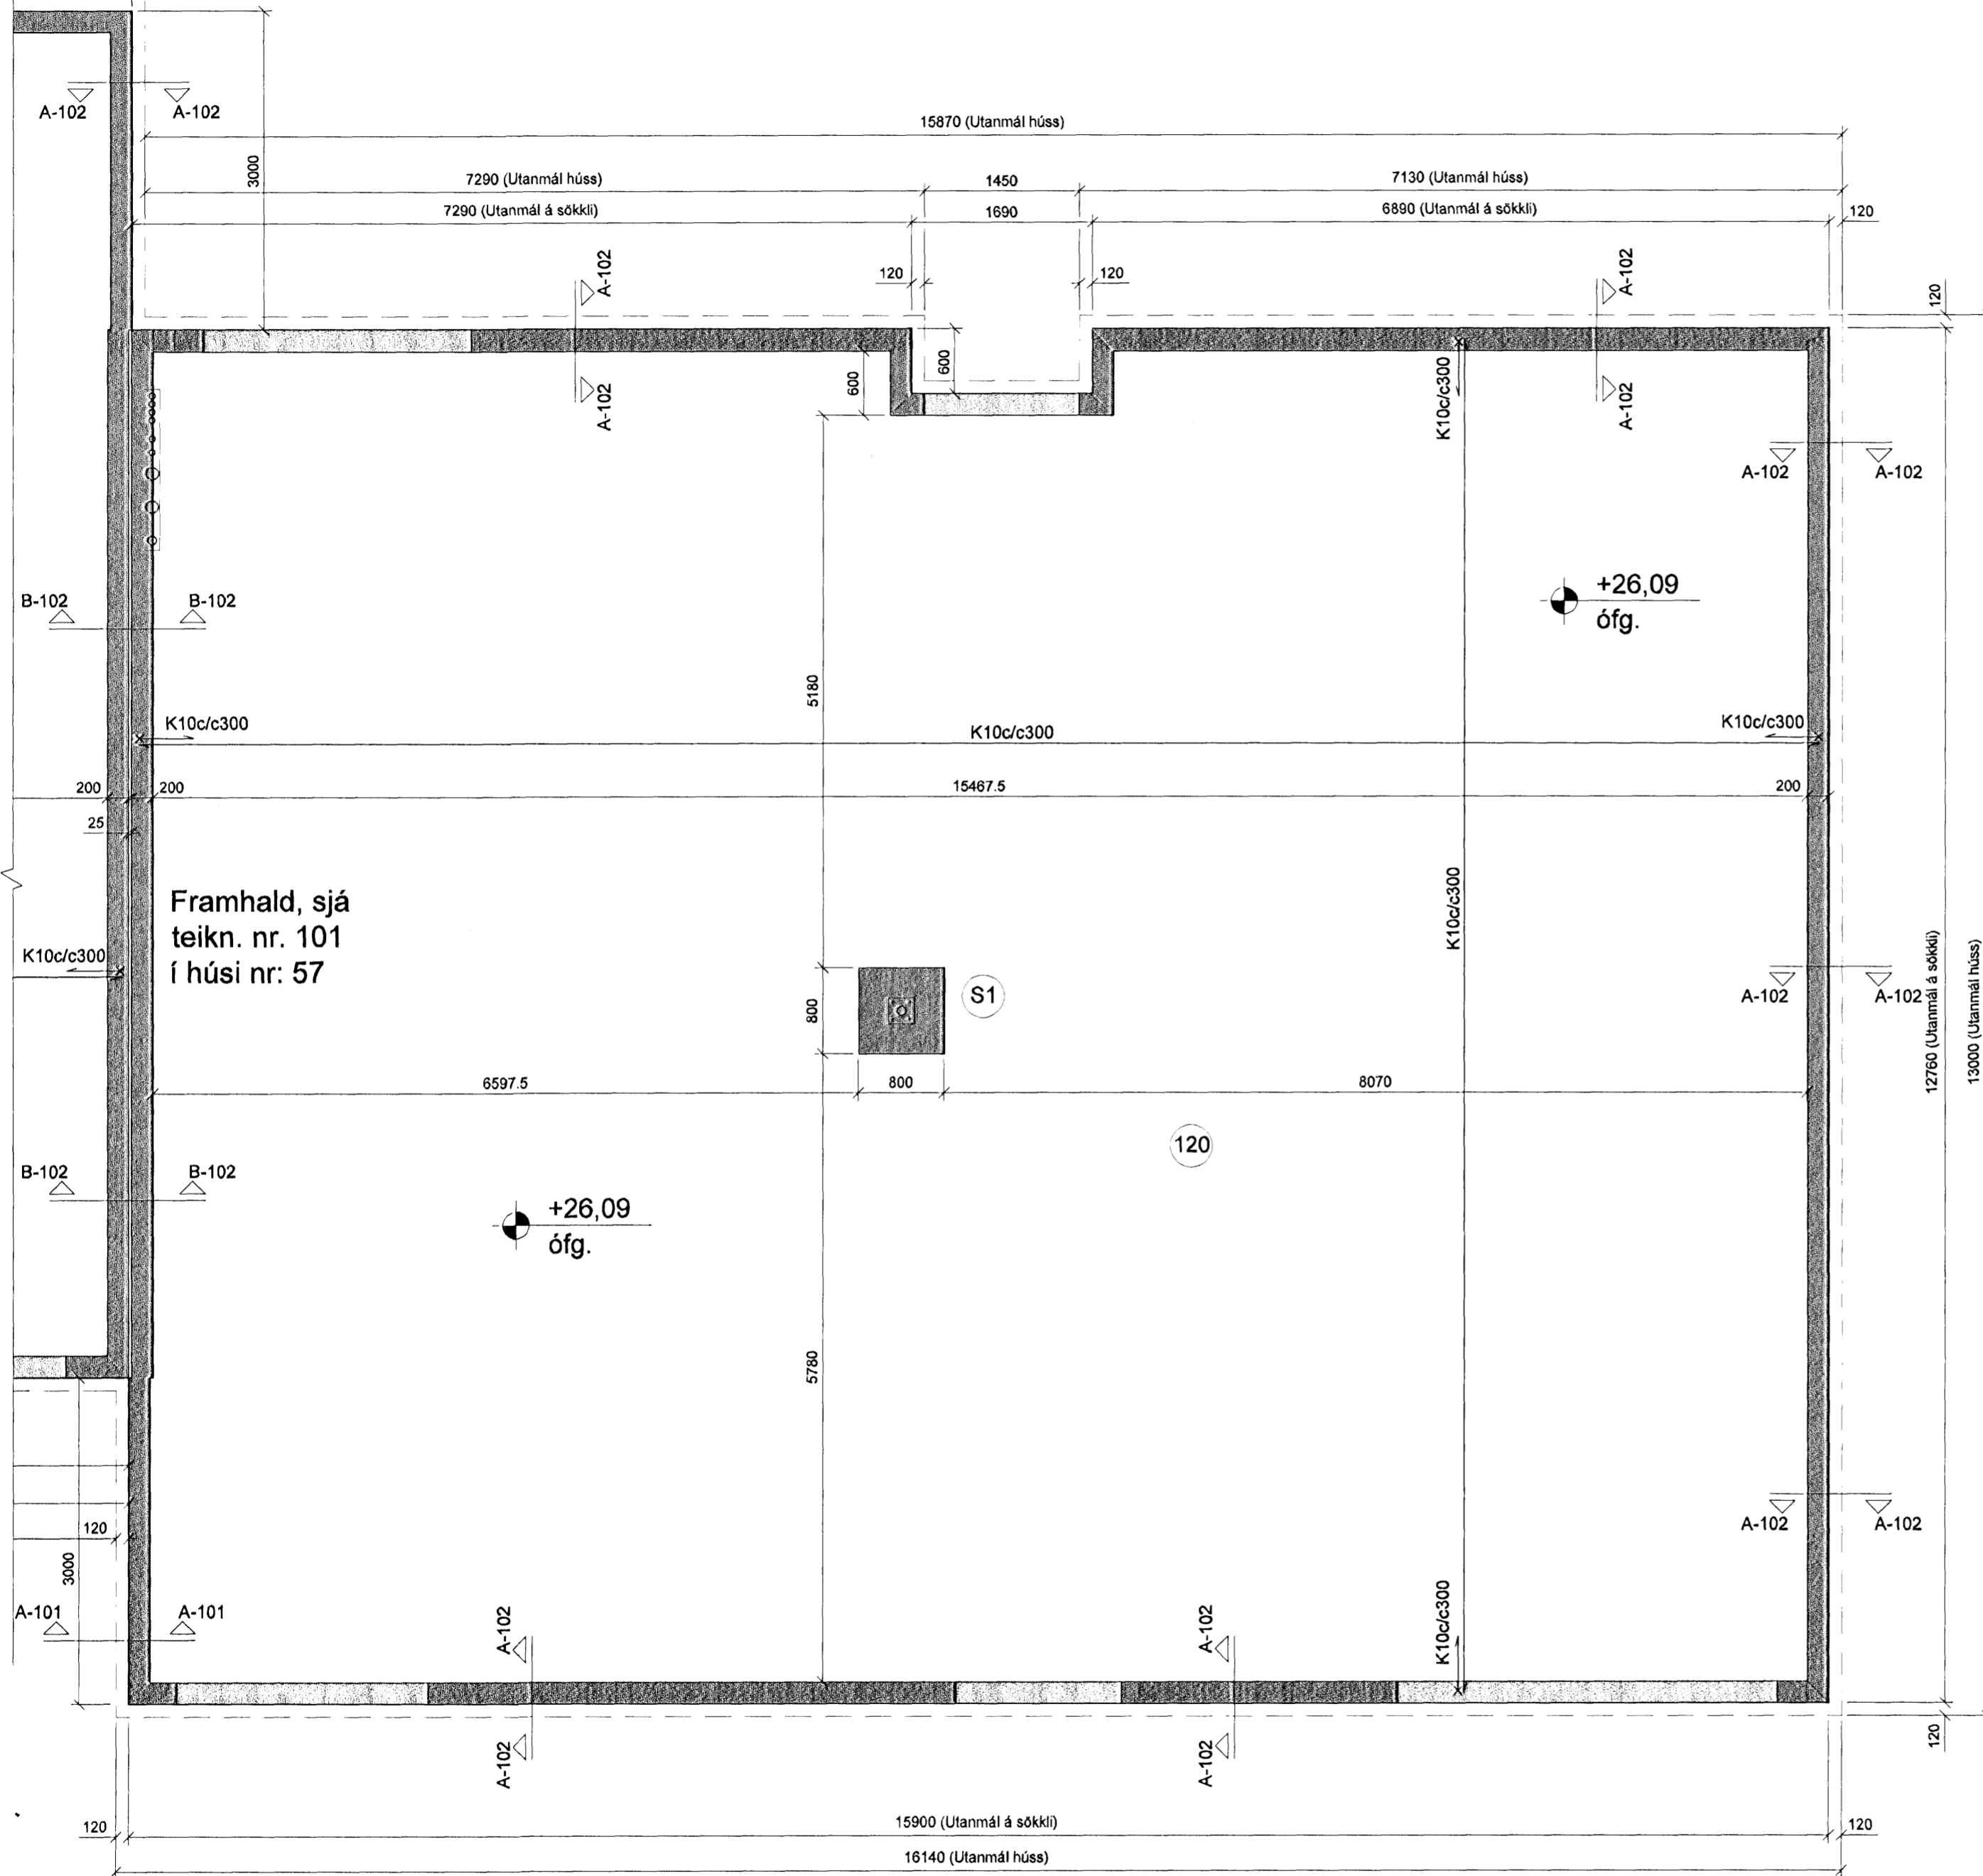 A-102
A-102
3000
15870 (Utanmál húss)
7290 (Utanmál húss)
1450
7130 (Utanmál húss)
7290 (Utanmál á sökkli)
1690
6890 (Utanmál á sökkli)
120
120
120
A-102
A-102
120
600
600
A-102
A-102
K10c/c300
A-102
A-102
B-102
B-102
+26,09
ófg.
5180
K10c/c300
K10c/c300
K10c/c300
200
200
15467.5
200
25
Framhald, sjá
teikn. nr. 101
í húsi nr: 57
K10c/c300
K10c/c300
S1
800
A-102
A-102
12760 (Utanmál á sökkli)
13000 (Utanmál húss)
6597.5
800
8070
120
B-102
B-102
+26,09
ófg.
5780
120
3000
A-102
A-102
A-101
A-101
A-102
A-102
K10c/c300
A-102
A-102
120
120
15900 (Utanmál á sökkli)
120
16140 (Utanmál húss)